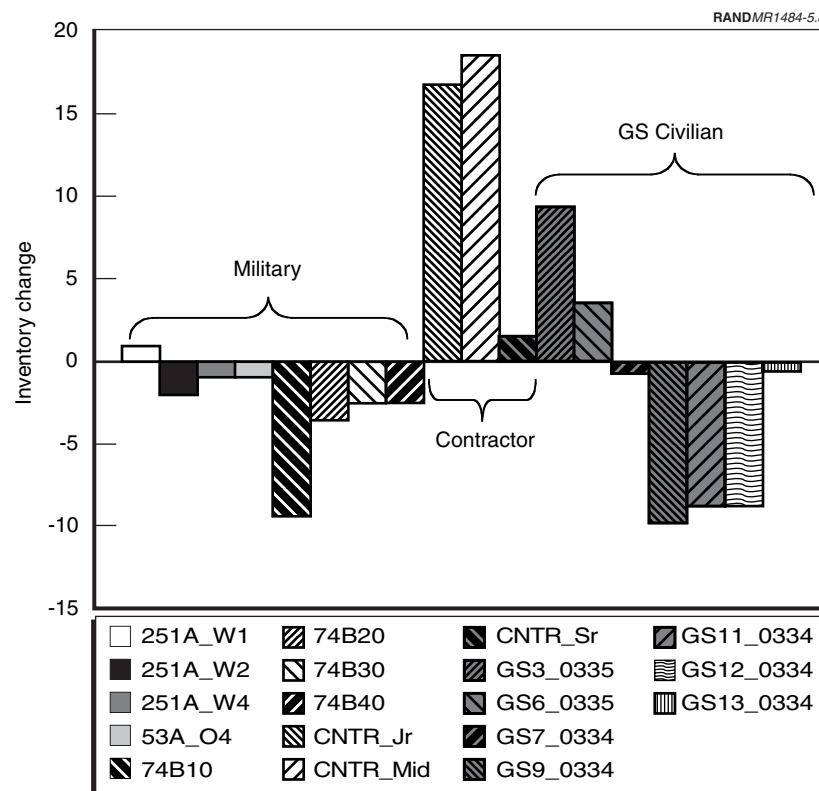 RANDMR1484-5.
20
15
10
5
0
-5
-10
-15
Inventory change
Military
Contractor
GS Civilian
251A_W1
251A_W2
251A_W4
53A_O4
74B10
74B20
74B30
74B40
CNTR_Jr
CNTR_Mid
CNTR_Sr
GS3_0335
GS6_0335
GS7_0334
GS9_0334
GS11_0334
GS12_0334
GS13_0334